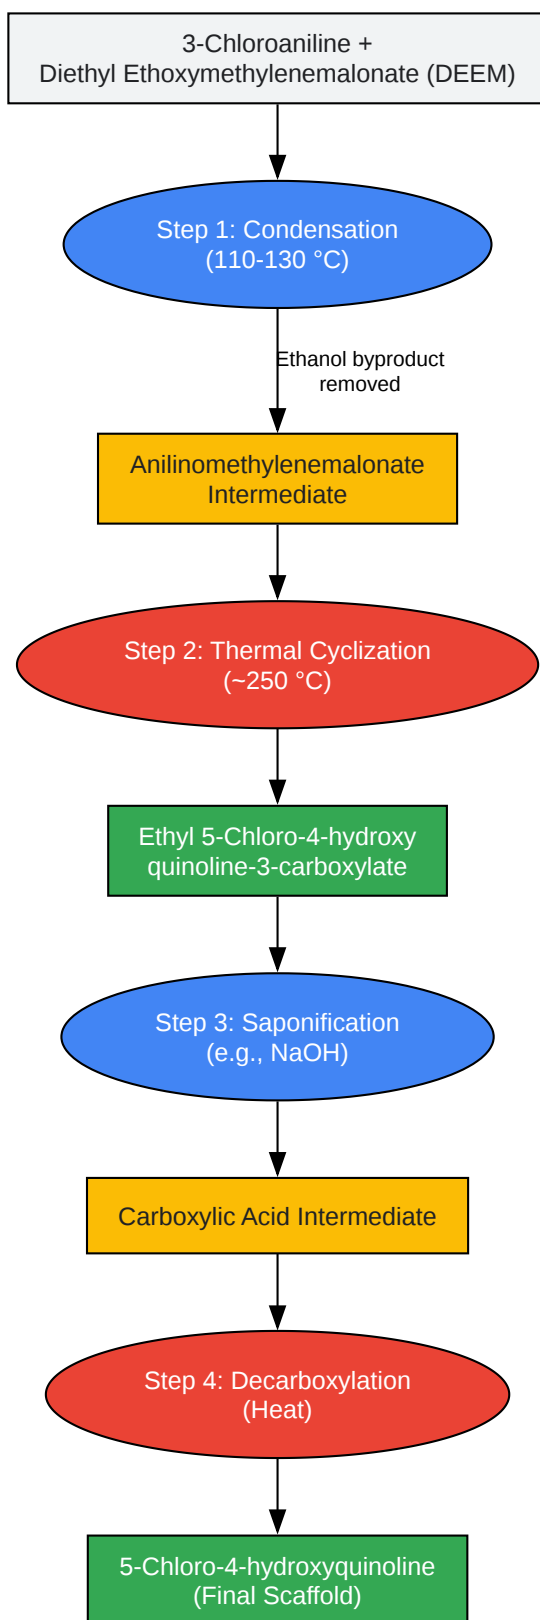 3-Chloroaniline +
Diethyl Ethoxymethylenemalonate (DEEM)
Step 1: Condensation
(110-130 °C)
Ethanol byproduct
removed
Anilinomethylenemalonate
Intermediate
Step 2: Thermal Cyclization
(~250 °C)
Ethyl 5-Chloro-4-hydroxy
quinoline-3-carboxylate
Step 3: Saponification
(e.g., NaOH)
Carboxylic Acid Intermediate
Step 4: Decarboxylation
(Heat)
5-Chloro-4-hydroxyquinoline
(Final Scaffold)